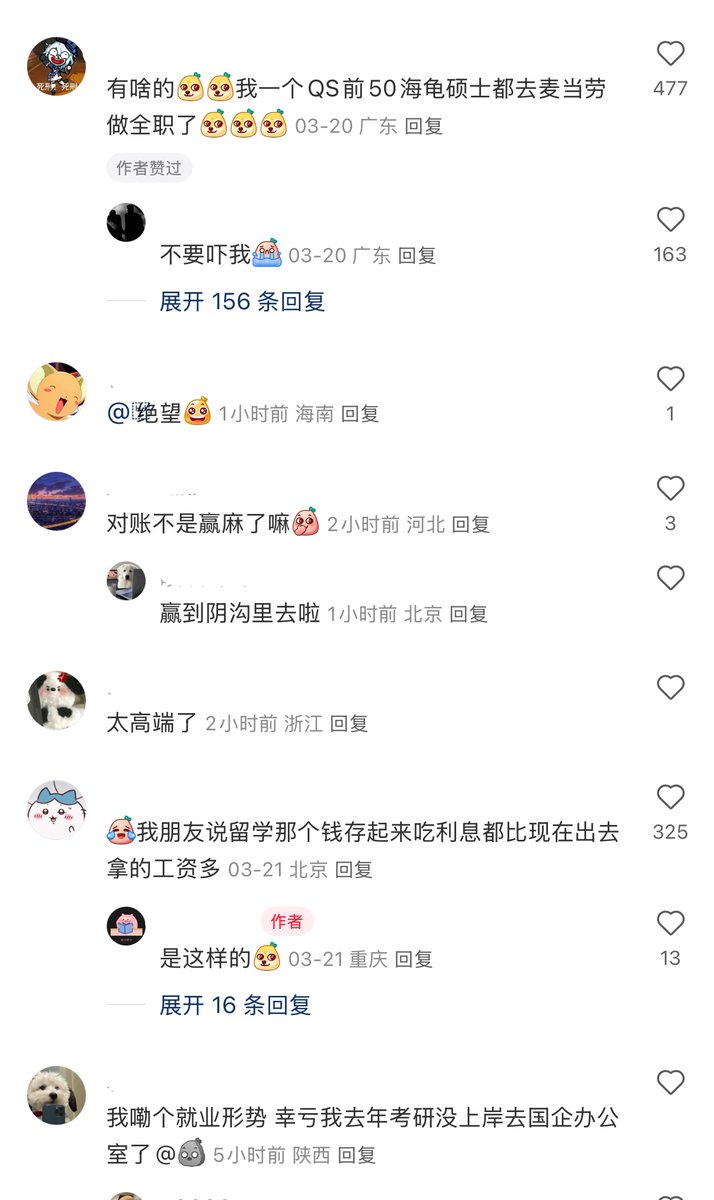 有啥的我一个QS前50海龟硕士都去麦当劳
做全职了 03-20 广东 回复
477
作者赞过
不要吓我 03-20 广东 回复
163
展开 156 条回复
@绝望 1小时前 海南 回复
1
对账不是赢麻了嘛 2小时前 河北 回复
3
赢到阴沟里去啦 1小时前 北京 回复
太高端了 2小时前 浙江 回复
我朋友说留学那个钱存起来吃利息都比现在出去
拿的工资多 03-21 北京 回复
325
作者
是这样的 03-21 重庆 回复
13
展开 16 条回复
我嘞个就业形势 幸亏我去年考研没上岸去国企办公
室了 @ 5小时前 陕西 回复